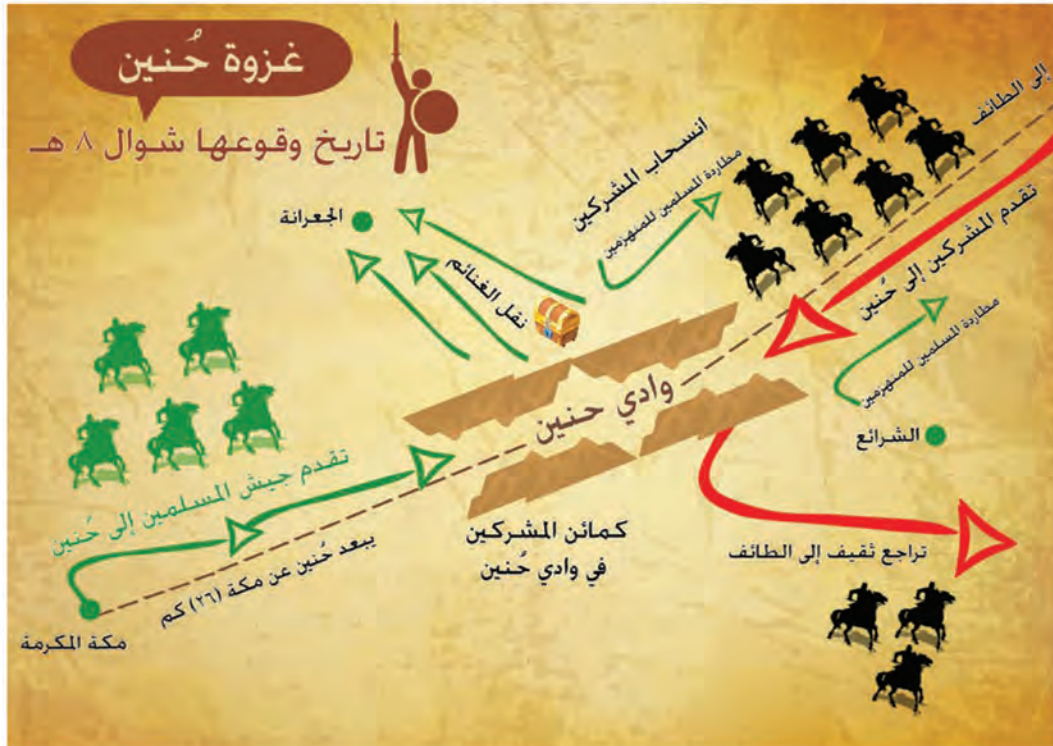 غزوة حُنين
تاريخ وقوعها شوال ٨ هـ
إلى الطائف
انسحاب المشركين
مطاردة المسلمين للمنهزمين
تقدم المشركين إلى حُنين
الجعرانة
نقل الغنائم
مطاردة المسلمين للمنهزمين
وادي حنين
الشرائع
تقدم جيش المسلمين إلى حُنين
يبعد حُنين عن مكة (٢٦) كم
كمائن المشركين
في وادي حُنين
تراجع ثقيف إلى الطائف
مكة المكرمة